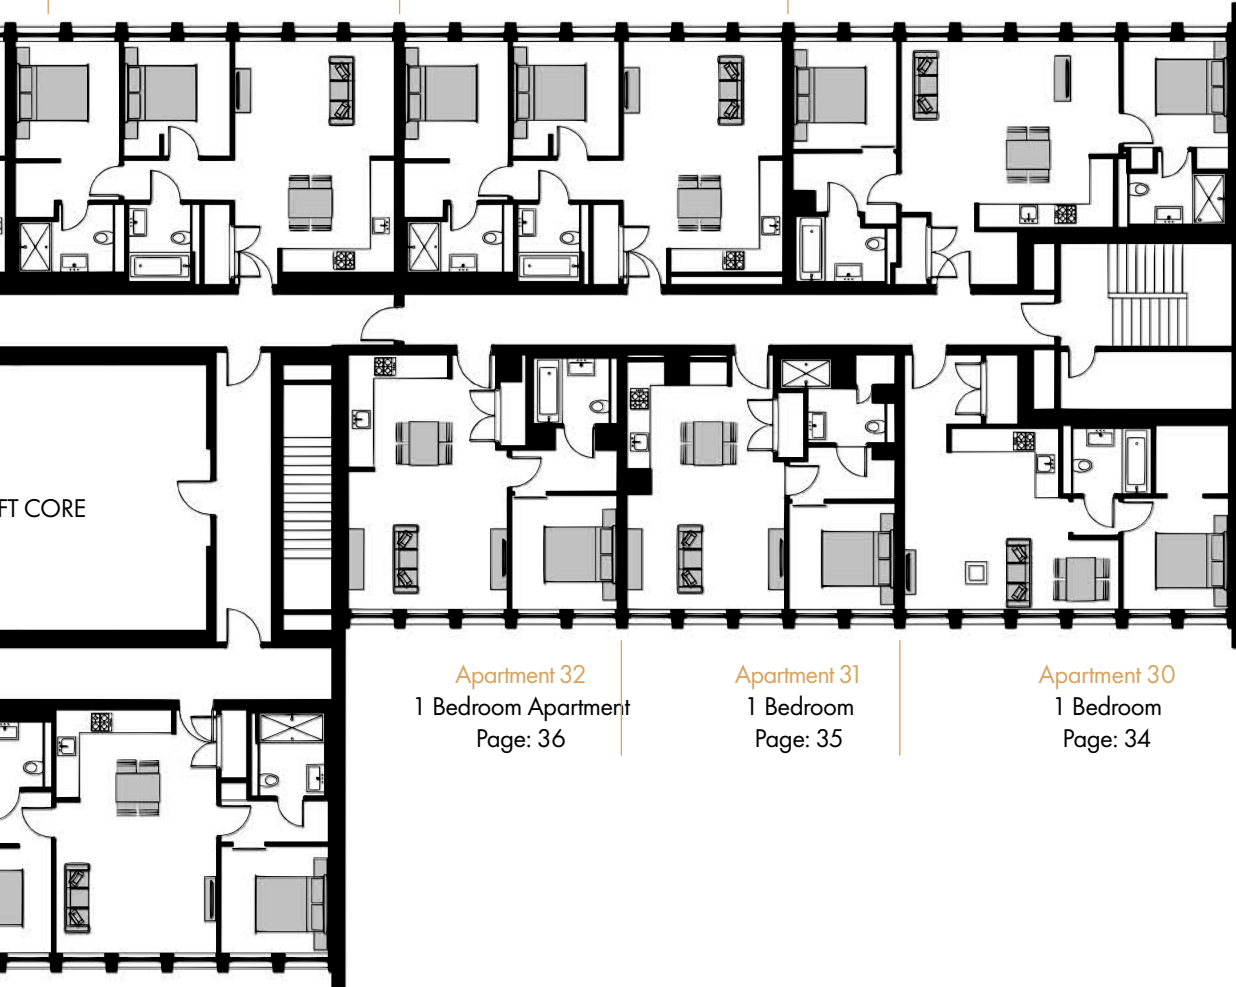 FT CORE
Apartment 32
1 Bedroom Apartment
Page: 36
Apartment 31
1 Bedroom
Page: 35
Apartment 30
1 Bedroom
Page: 34